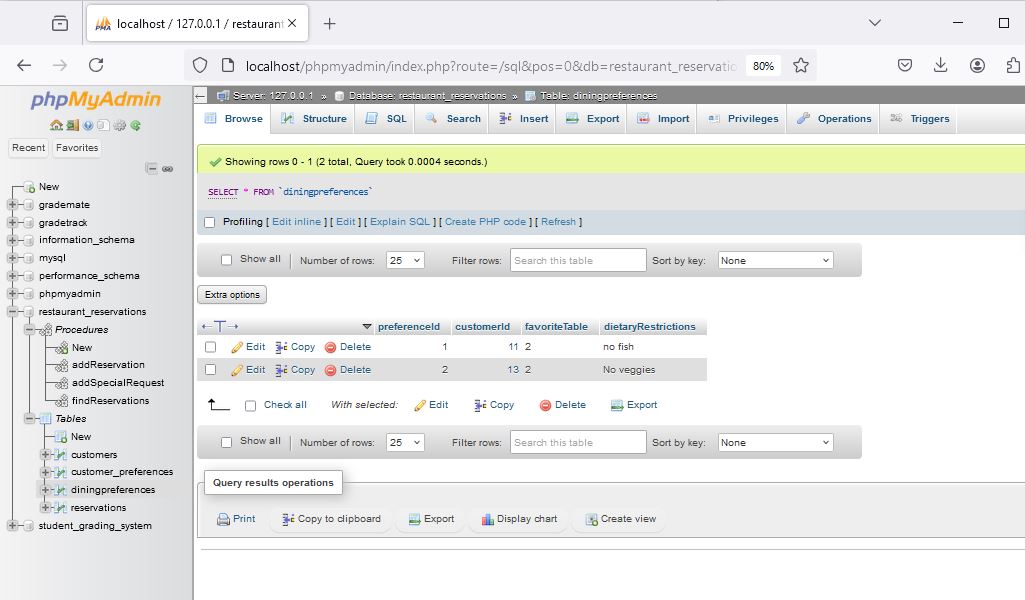 localhost / 127.0.0.1 / restaurant
localhost/phpmyadmin/index.php?route=/sql&pos=0&db=restaurant_reservatio 80%
phpMyAdmin
Recent Favorites
New
gradematе
gradetrack
information_schema
mysql
performance_schema
phpmyadmin
restaurant_reservations
Procedures
New
addReservation
addSpecialRequest
findReservations
Tables
New
customers
customer_preferences
diningpreferences
reservations
student_grading_system
Server: 127.0.0.1 » Database: restaurant_reservations » Table: diningpreferences
Browse Structure SQL Search Insert Export Import Privileges Operations Triggers
Showing rows 0 - 1 (2 total, Query took 0.0004 seconds.)
SELECT * FROM `diningpreferences`
Profiling [ Edit inline ] [ Edit ] [ Explain SQL ] [ Create PHP code ] [ Refresh ]
Show all Number of rows: 25 Filter rows: Search this table Sort by key: None
Extra options
preferenceId customerId favoriteTable dietaryRestrictions
Edit Copy Delete 1 11 2 no fish
Edit Copy Delete 2 13 2 No veggies
Check all With selected: Edit Copy Delete Export
Show all Number of rows: 25 Filter rows: Search this table Sort by key: None
Query results operations
Print Copy to clipboard Export Display chart Create view